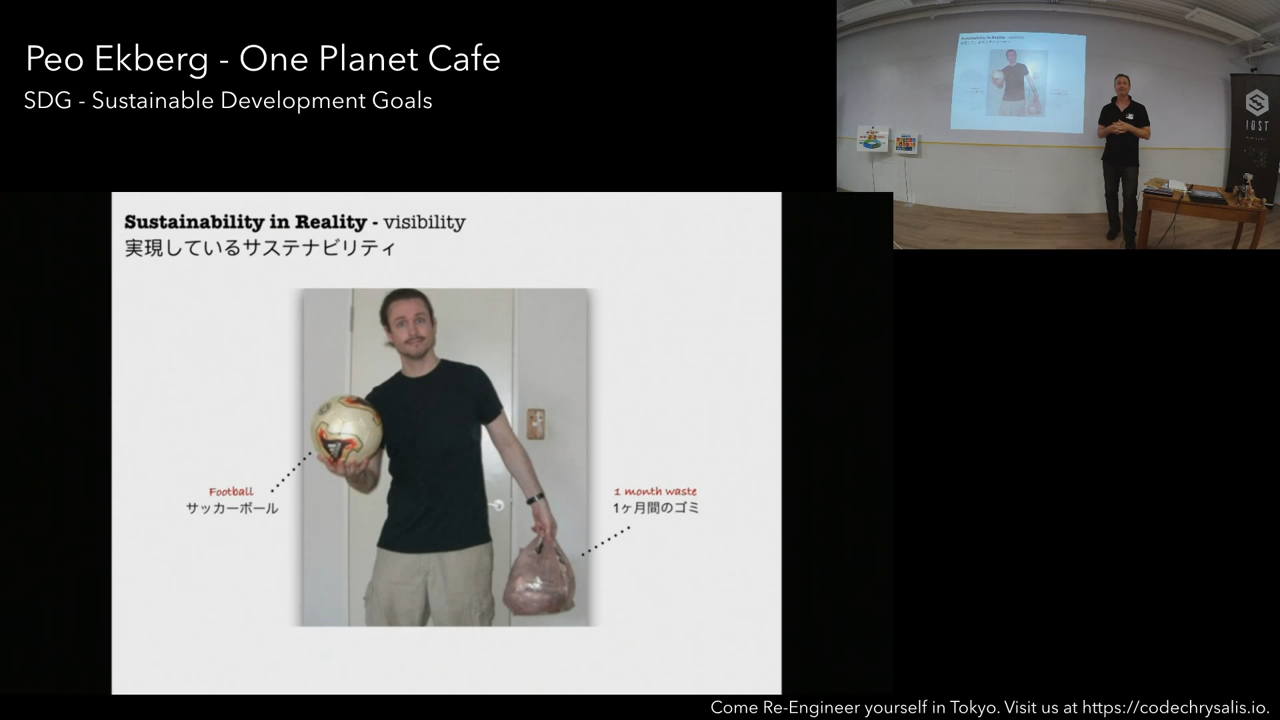 Peo Ekberg - One Planet Cafe
SDG - Sustainable Development Goals
IOST
Sustainability in Reality - visibility
実現しているサステナビリティ
Football
サッカーボール
1 month waste
1ヶ月間のゴミ
Come Re-Engineer yourself in Tokyo. Visit us at https://codechrysalis.io.